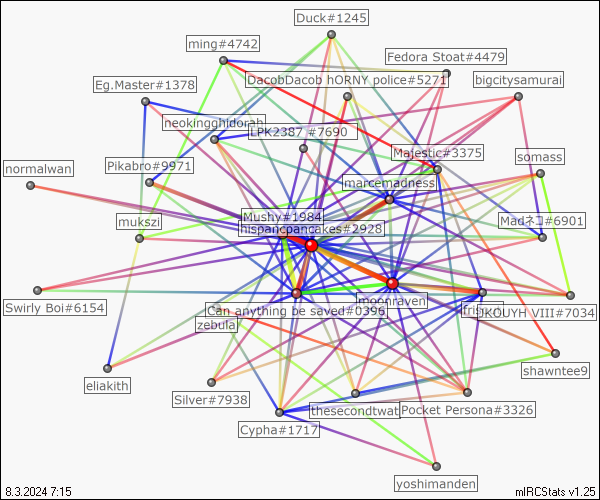 Duck#1245
ming#4742
Fedora Stoat#4479
DacobDacob hORNY police#5271
bigcitysamurai
Eg.Master#1378
neokingghidorah
LPK2387 #7690
Majestic#3375
Pikabro#9971
somass
normalwan
marcemadness
Mushy#1984
mukszi
Madネコ#6901
hispancpancakes#2928
moonraven
Swirly Boi#6154
Can anything be saved#0396
JKOUYH VIII#7034
zebula
shawntee9
eliakith
Silver#7938
thesecondtwat
Pocket Persona#3326
Cypha#1717
yoshimanden
8.3.2024 7:15
mIRCStats v1.25